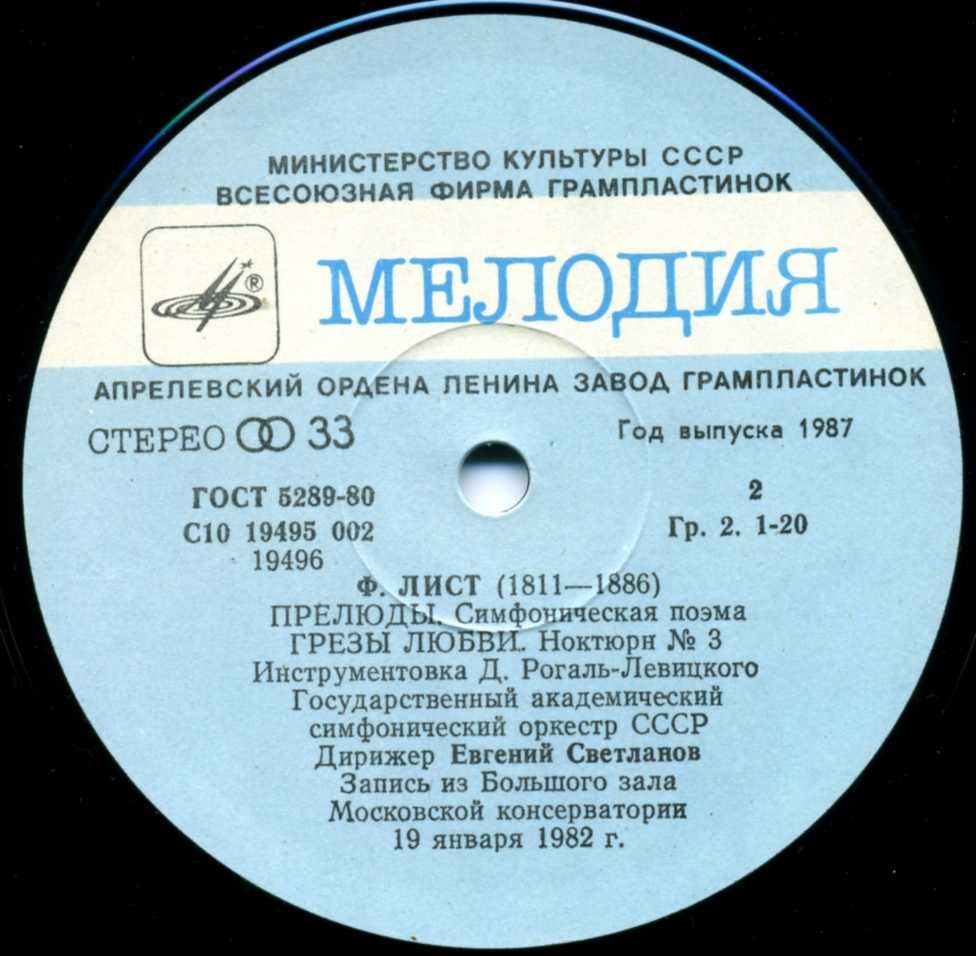 МИНИСТЕРСТВО КУЛЬТУРЫ СССР
ВСЕСОЮЗНАЯ ФИРМА ГРАМПЛАСТИНОК
®
МЕЛОДИЯ
АПРЕЛЕВСКИЙ ОРДЕНА ЛЕНИНА ЗАВОД ГРАМПЛАСТИНОК
СТЕРЕО 33
Год выпуска 1987
ГОСТ 5289-80
2
С10 19495 002
Гр. 2. 1-20
19496
Ф. ЛИСТ (1811—1886)
ПРЕЛЮДЫ. Симфоническая поэма
ГРЕЗЫ ЛЮБВИ. Ноктюрн № 3
Инструментовка Д. Рогаль-Левицкого
Государственный академический
симфонический оркестр СССР
Дирижер Евгений Светланов
Запись из Большого зала
Московской консерватории
19 января 1982 г.